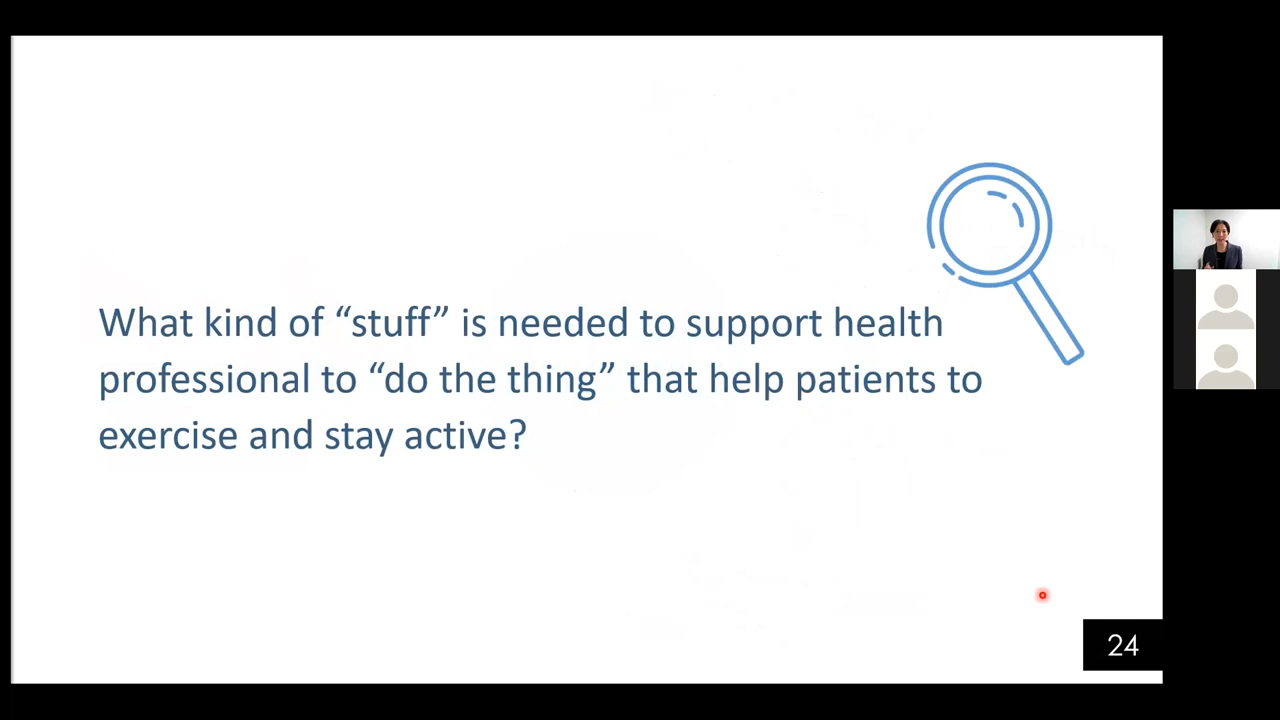 What kind of “stuff” is needed to support health
professional to “do the thing” that help patients to
exercise and stay active?
24